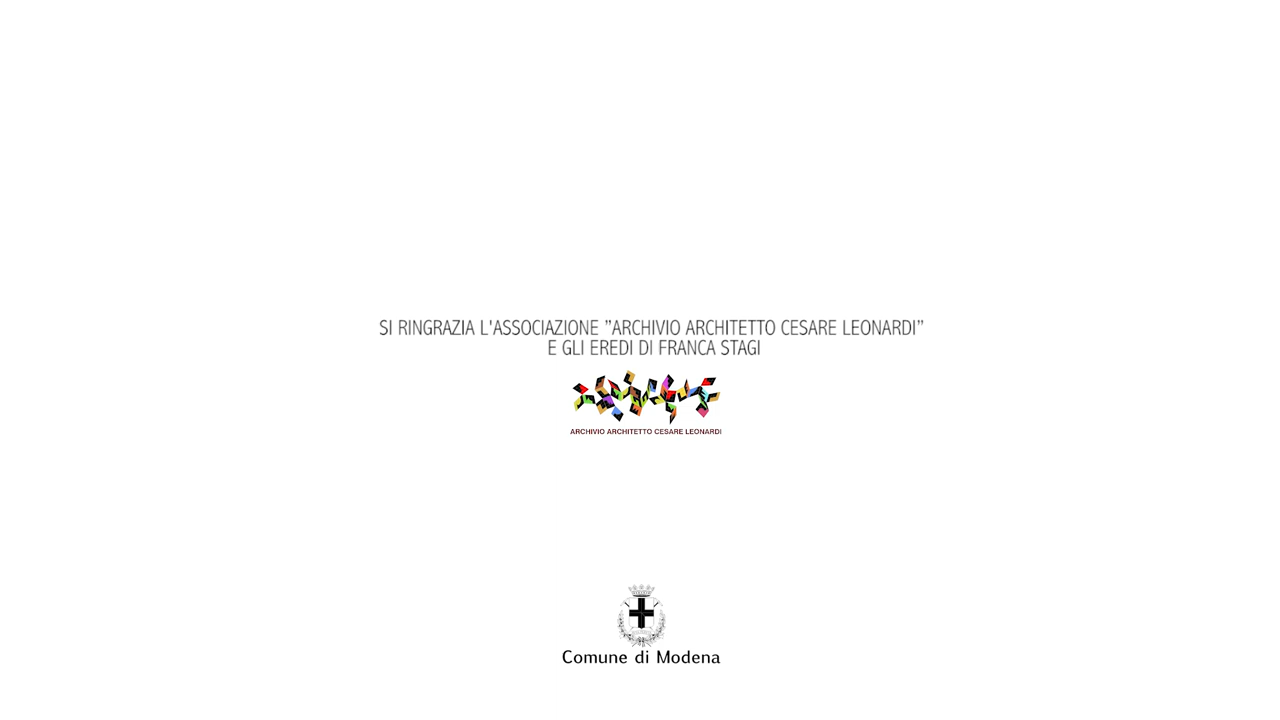 SI RINGRAZIA L'ASSOCIAZIONE ”ARCHIVIO ARCHITETTO CESARE LEONARDI”
E GLI EREDI DI FRANCA STAGI
ARCHIVIO ARCHITETTO CESARE LEONARDI
Comune di Modena